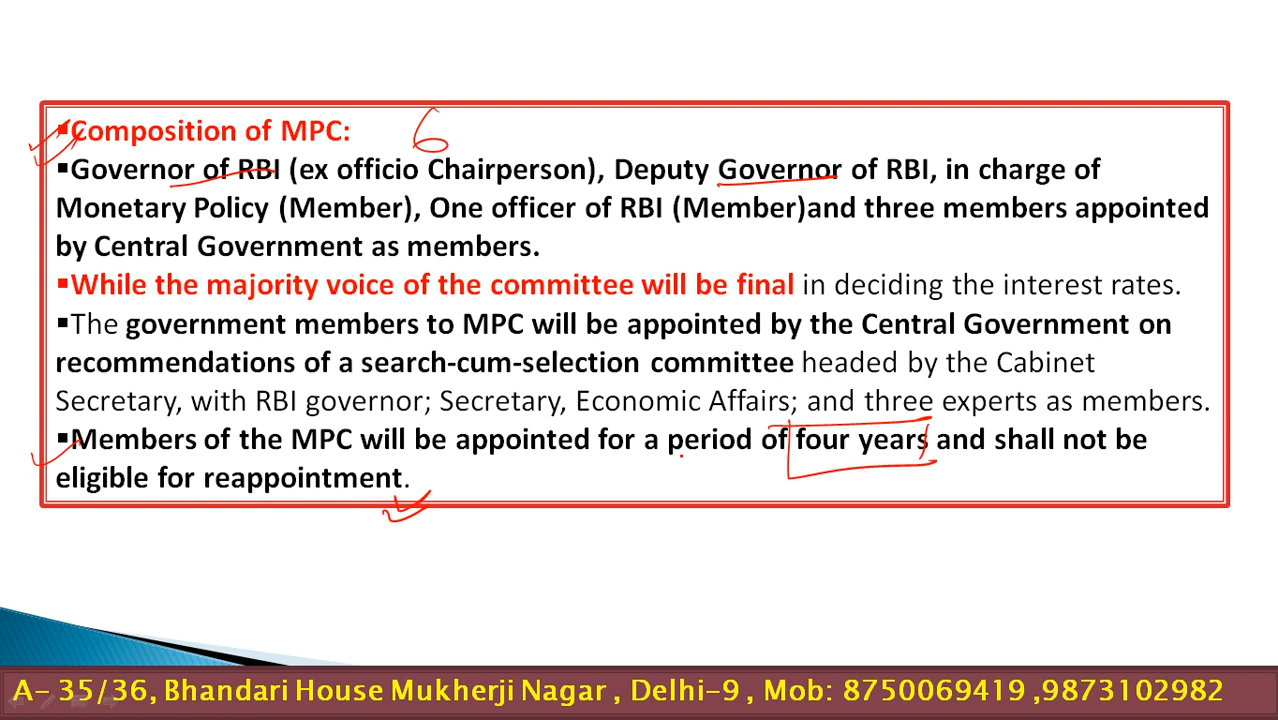 ▪Composition of MPC: 6
▪Governor of RBI (ex officio Chairperson), Deputy Governor of RBI, in charge of
Monetary Policy (Member), One officer of RBI (Member)and three members appointed
by Central Government as members.
▪While the majority voice of the committee will be final in deciding the interest rates.
▪The government members to MPC will be appointed by the Central Government on
recommendations of a search-cum-selection committee headed by the Cabinet
Secretary, with RBI governor; Secretary, Economic Affairs; and three experts as members.
▪Members of the MPC will be appointed for a period of four years and shall not be
eligible for reappointment.
A- 35/36, Bhandari House Mukherji Nagar , Delhi-9 , Mob: 8750069419 ,9873102982